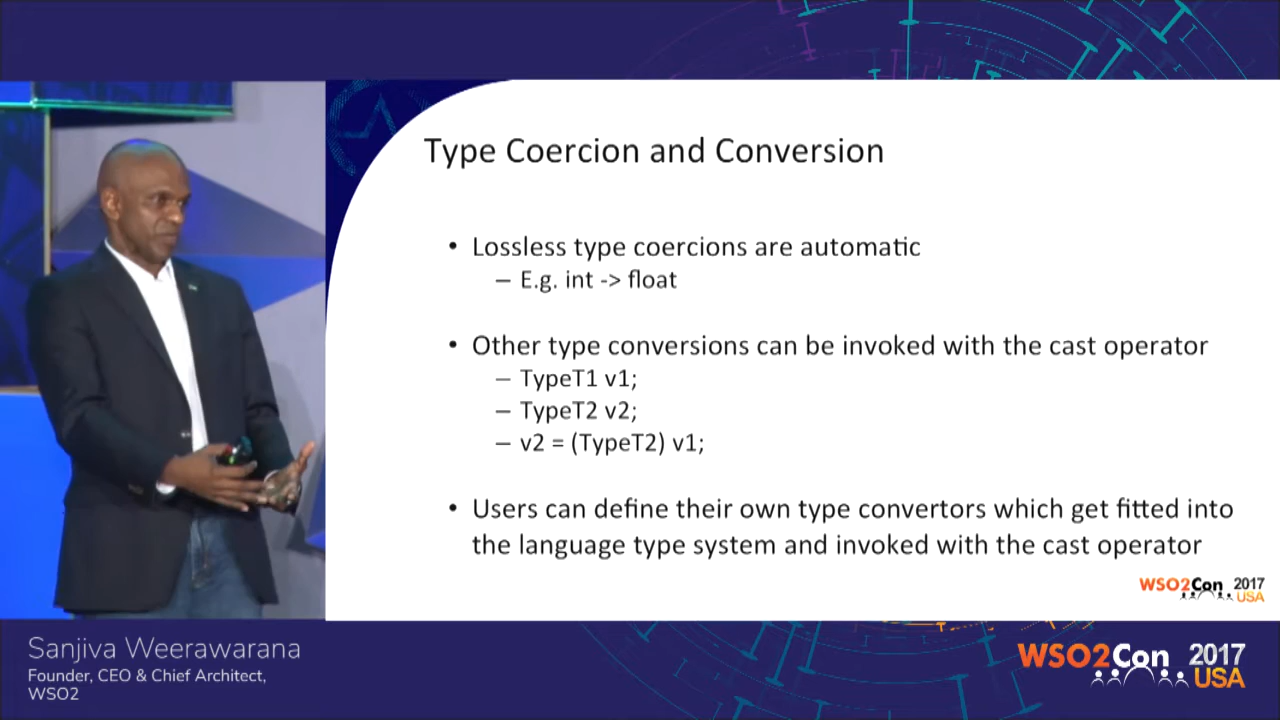 Type Coercion and Conversion
• Lossless type coercions are automatic
– E.g. int -> float
• Other type conversions can be invoked with the cast operator
– TypeT1 v1;
– TypeT2 v2;
– v2 = (TypeT2) v1;
• Users can define their own type convertors which get fitted into
the language type system and invoked with the cast operator
WSO2Con 2017
USA
Sanjiva Weerawarana
Founder, CEO & Chief Architect,
WSO2
WSO2Con 2017
USA